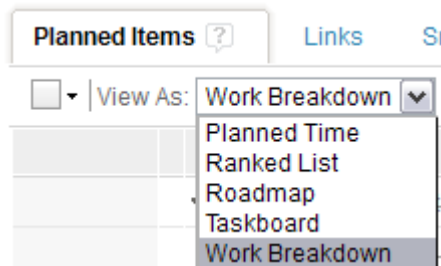 Planned Items ? Links
View As: Work Breakdown
Planned Time
Ranked List
Roadmap
Taskboard
Work Breakdown